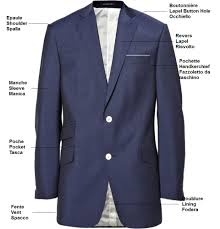 Epaule
Shoulder
Spalla
Boutonnière
Lapel Button Hole
Occhiello
Revers
Lapel
Risvolto
Manche
Sleeve
Manica
Pochette
Handkerchief
Fazzoletto da
taschino
Poche
Pocket
Tasca
Doublure
Lining
Fodera
Fente
Vent
Spacco